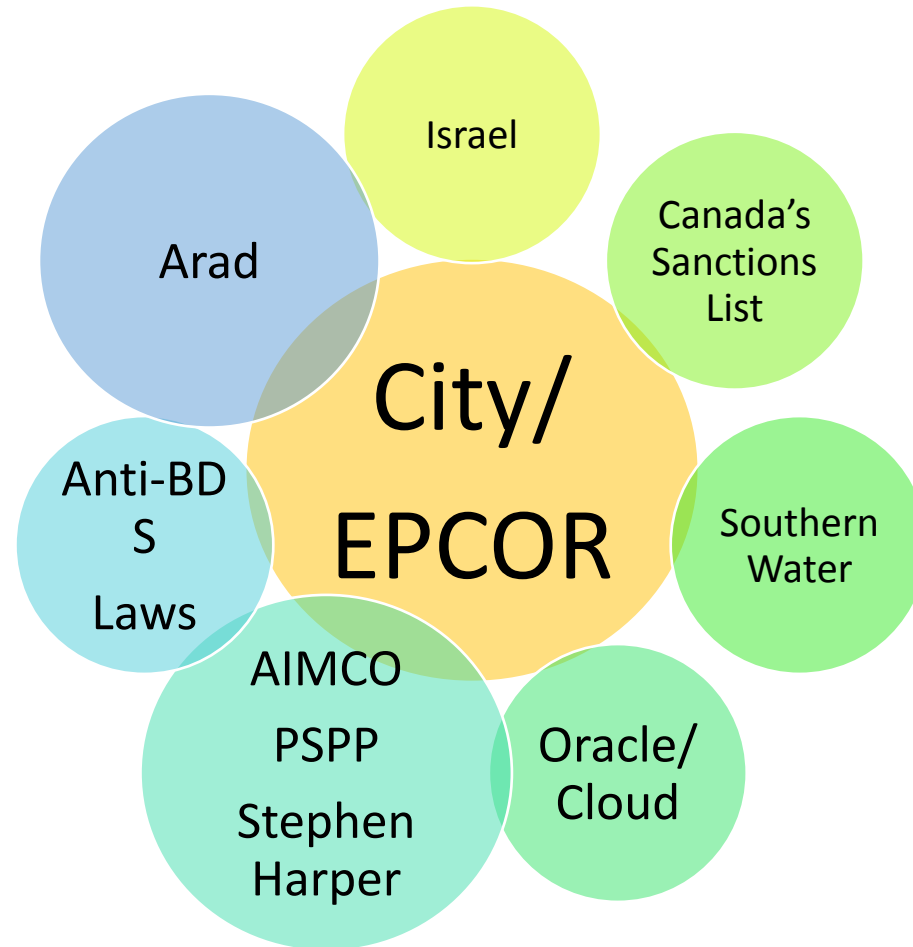 Israel
Canada’s
Sanctions
List
Arad
City/
EPCOR
Anti-BD
S
Laws
Southern
Water
AIMCO
PSPP
Stephen
Harper
Oracle/
Cloud